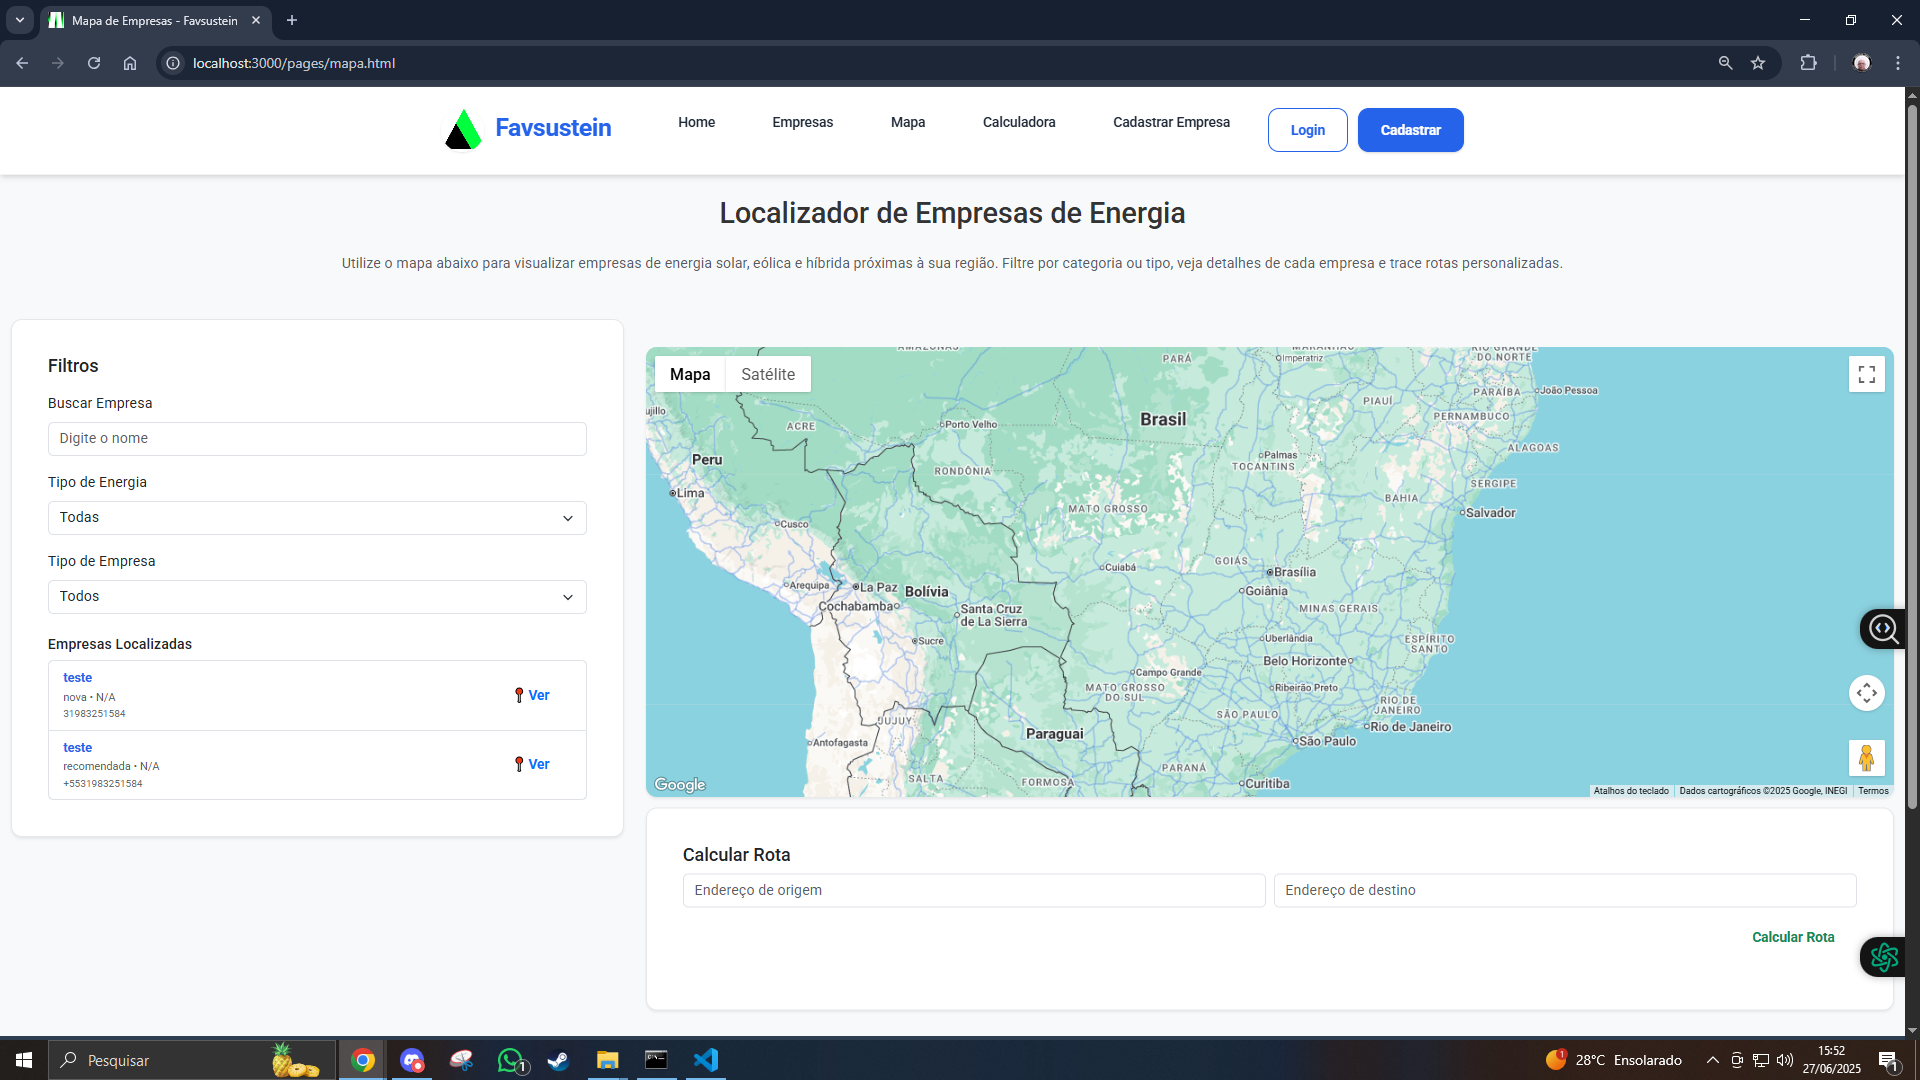 Mapa de Empresas - Favsustein
localhost:3000/pages/mapa.html
Favsustein
Home
Empresas
Mapa
Calculadora
Cadastrar Empresa
Login
Cadastrar
Localizador de Empresas de Energia
Utilize o mapa abaixo para visualizar empresas de energia solar, eólica e híbrida próximas à sua região. Filtre por categoria ou tipo, veja detalhes de cada empresa e trace rotas personalizadas.
Filtros
Buscar Empresa
Digite o nome
Tipo de Energia
Todas
Tipo de Empresa
Todos
Empresas Localizadas
teste
nova • N/A
31983251584
Ver
teste
recomendada • N/A
+5531983251584
Ver
Mapa
Satélite
AMAZONAS
PARÁ
MARANHÃO
Imperatriz
RIO GRANDE
DO NORTE
João Pessoa
PARAÍBA
PIAUÍ
PERNAMBUCO
ujillo
ACRE
Porto Velho
Brasil
ALAGOAS
Peru
RONDÔNIA
Palmas
TOCANTINS
SERGIPE
Lima
BAHIA
MATO GROSSO
Salvador
Cusco
GOIÁS
Cuiabá
Brasília
Arequipa
La Paz
Bolívia
Goiânia
Cochabamba
Santa Cruz
de La Sierra
MINAS GERAIS
Sucre
Uberlândia
ESPÍRITO
SANTO
Belo Horizonte
Campo Grande
MATO GROSSO
DO SUL
Ribeirão Preto
RIO DE
JANEIRO
SÃO PAULO
JUJUY
Rio de Janeiro
Paraguai
São Paulo
Antofagasta
PARANÁ
SALTA
FORMOSA
Curitiba
Google
Atalhos do teclado
Dados cartográficos ©2025 Google, INEGI
Termos
Calcular Rota
Endereço de origem
Endereço de destino
Calcular Rota
Pesquisar
1
1
28°C Ensolarado
15:52
27/06/2025
1